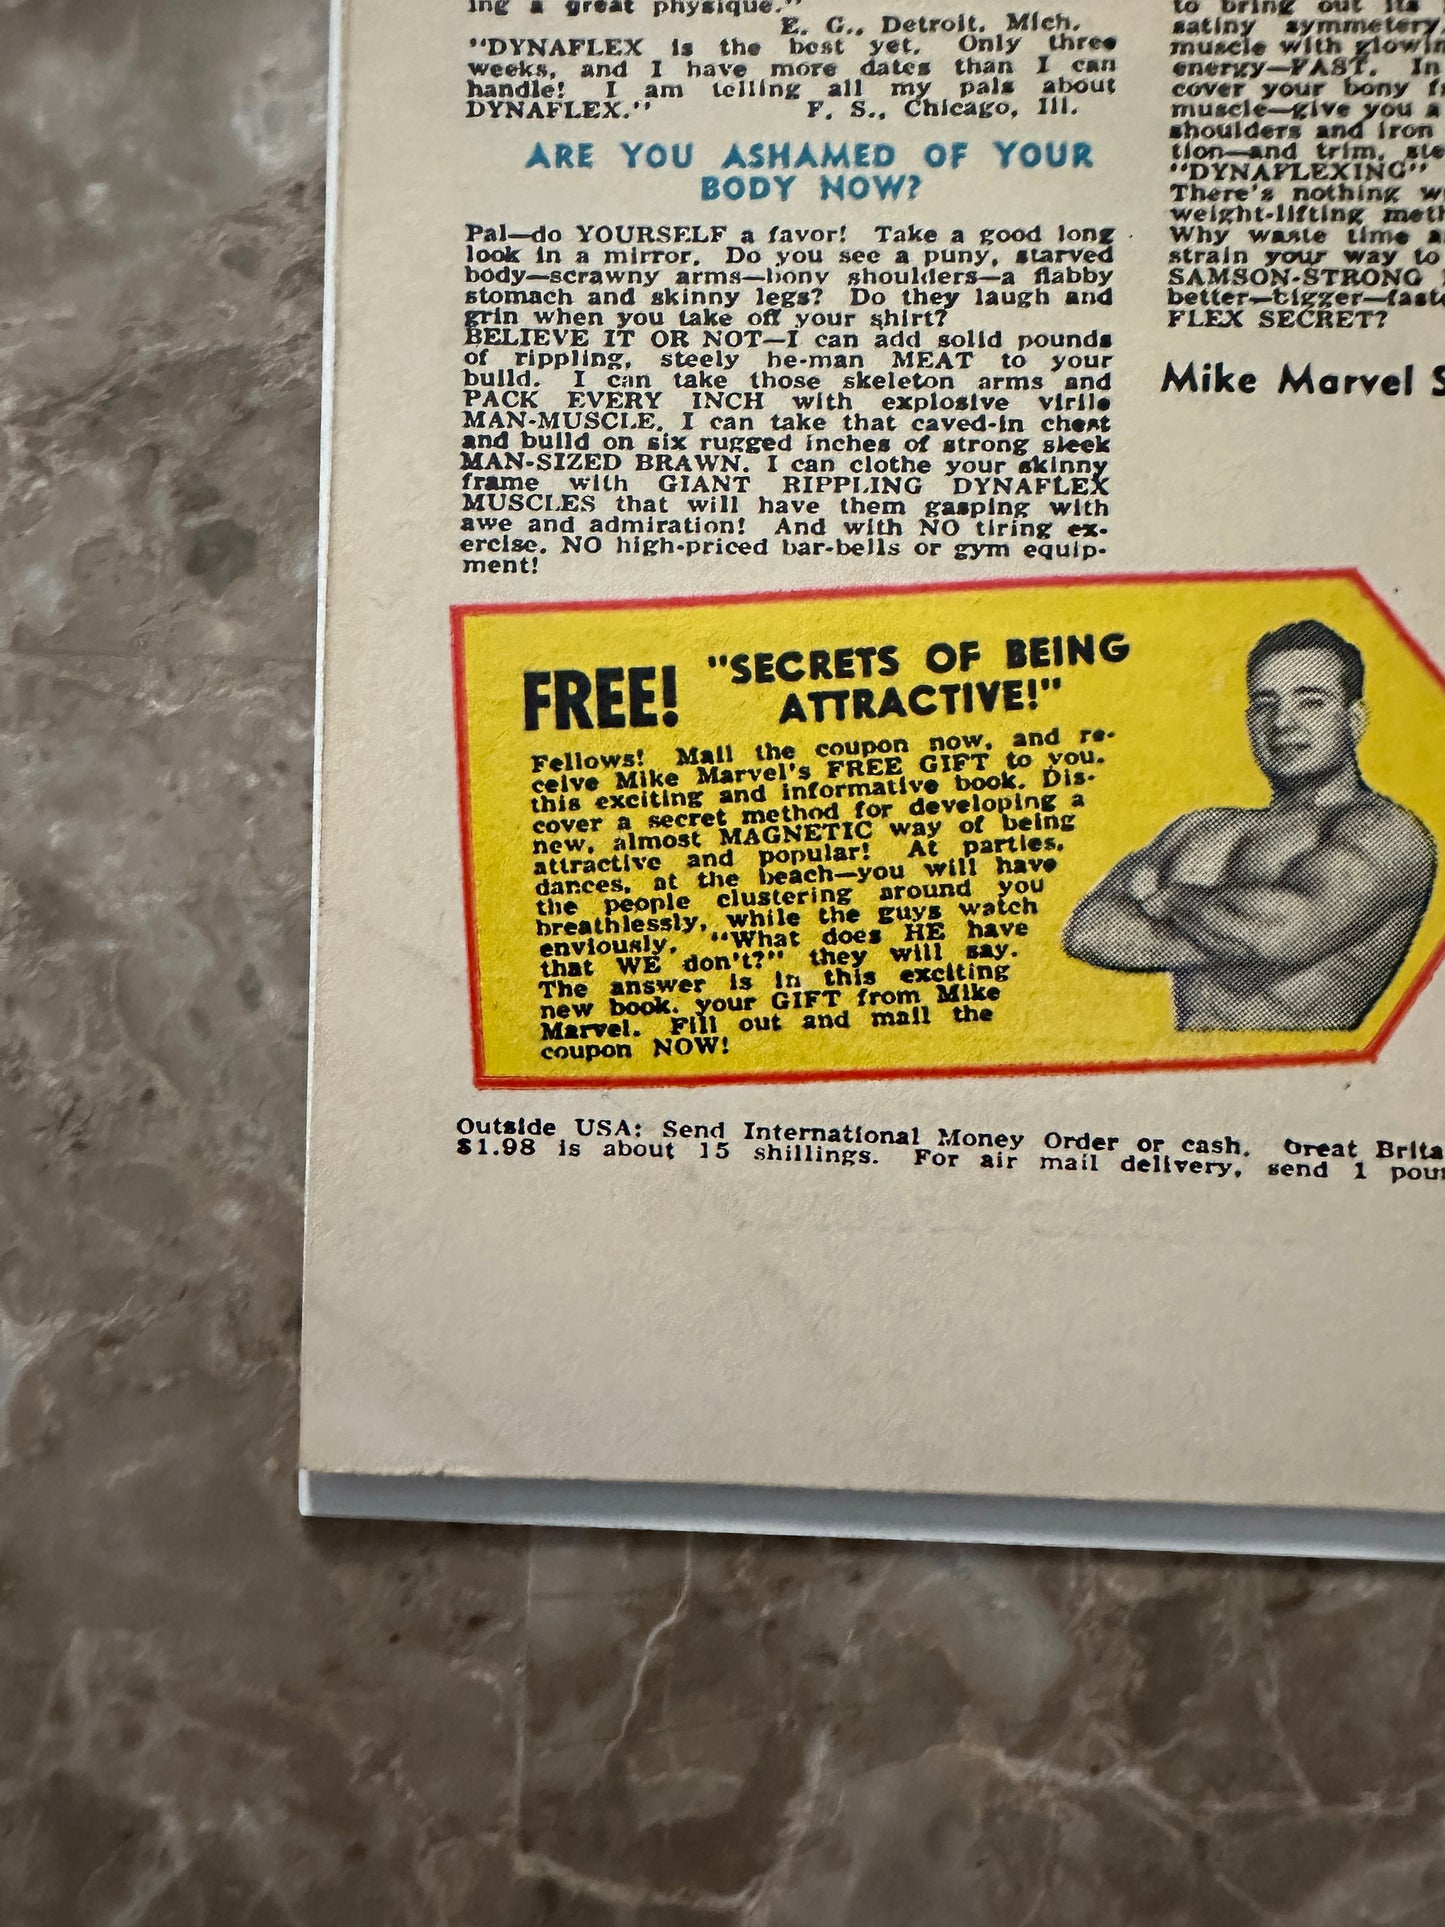 ing a great physique."
E. G., Detroit, Mich.
"DYNAFLEX is the best yet. Only three
weeks, and I have more dates than I can
handle! I am telling all my pals about
DYNAFLEX." F. S., Chicago, Ill.
ARE YOU ASHAMED OF YOUR
BODY NOW?
Pal—do YOURSELF a favor! Take a good long
look in a mirror. Do you see a puny, starved
body—scrawny arms—bony shoulders—a flabby
stomach and skinny legs? Do they laugh and
grin when you take off your shirt?
BELIEVE IT OR NOT—I can add solid pounds
of rippling, steely he-man MEAT to your
build. I can take those skeleton arms and
PACK EVERY INCH with explosive virile
MAN-MUSCLE. I can take that caved-in chest
and build on six rugged inches of strong sleek
MAN-SIZED BRAWN. I can clothe your skinny
frame with GIANT RIPPLING DYNAFLEX
MUSCLES that will have them gasping with
awe and admiration! And with NO tiring ex-
ercise. NO high-priced bar-bells or gym equip-
ment!
to bring out its
satiny symmetery,
muscle with glowin
energy—FAST. In
cover your bony f
muscle—give you a
shoulders and iron
tion—and trim, ste
"DYNAFLEXING"
There's nothing w
weight-lifting meth
Why waste time a
strain your way to
SAMSON-STRONG
better—bigger—faste
FLEX SECRET?
Mike Marvel S
FREE! "SECRETS OF BEING
ATTRACTIVE!"
Fellows! Mail the coupon now, and re-
ceive Mike Marvel's FREE GIFT to you.
this exciting and informative book. Dis-
cover a secret method for developing a
new, almost MAGNETIC way of being
attractive and popular! At parties,
dances, at the beach—you will have
the people clustering around you
breathlessly, while the guys watch
enviously. "What does HE have
that WE don't?" they will say.
The answer is in this exciting
new book, your GIFT from Mike
Marvel. Fill out and mail the
coupon NOW!
Outside USA: Send International Money Order or cash. Great Brita
$1.98 is about 15 shillings. For air mail delivery, send 1 poun